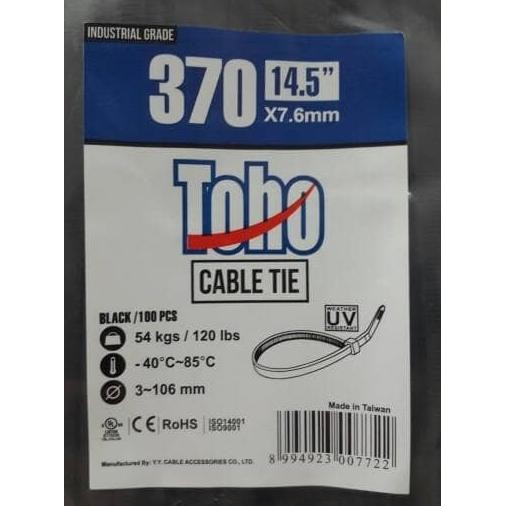 INDUSTRIAL GRADE
370 14.5”
X7.6mm
Toho
CABLE TIE
BLACK/100 PCS
54 kgs / 120 lbs
- 40°C~85°C
3~106 mm
WEATHER
UV
RESISTANT
Made in Taiwan
UL
CE RoHS ISO14001
ISO9001
8 994923 007722
Manufactured By: Y.Y. CABLE ACCESSORIES CO., LTD.